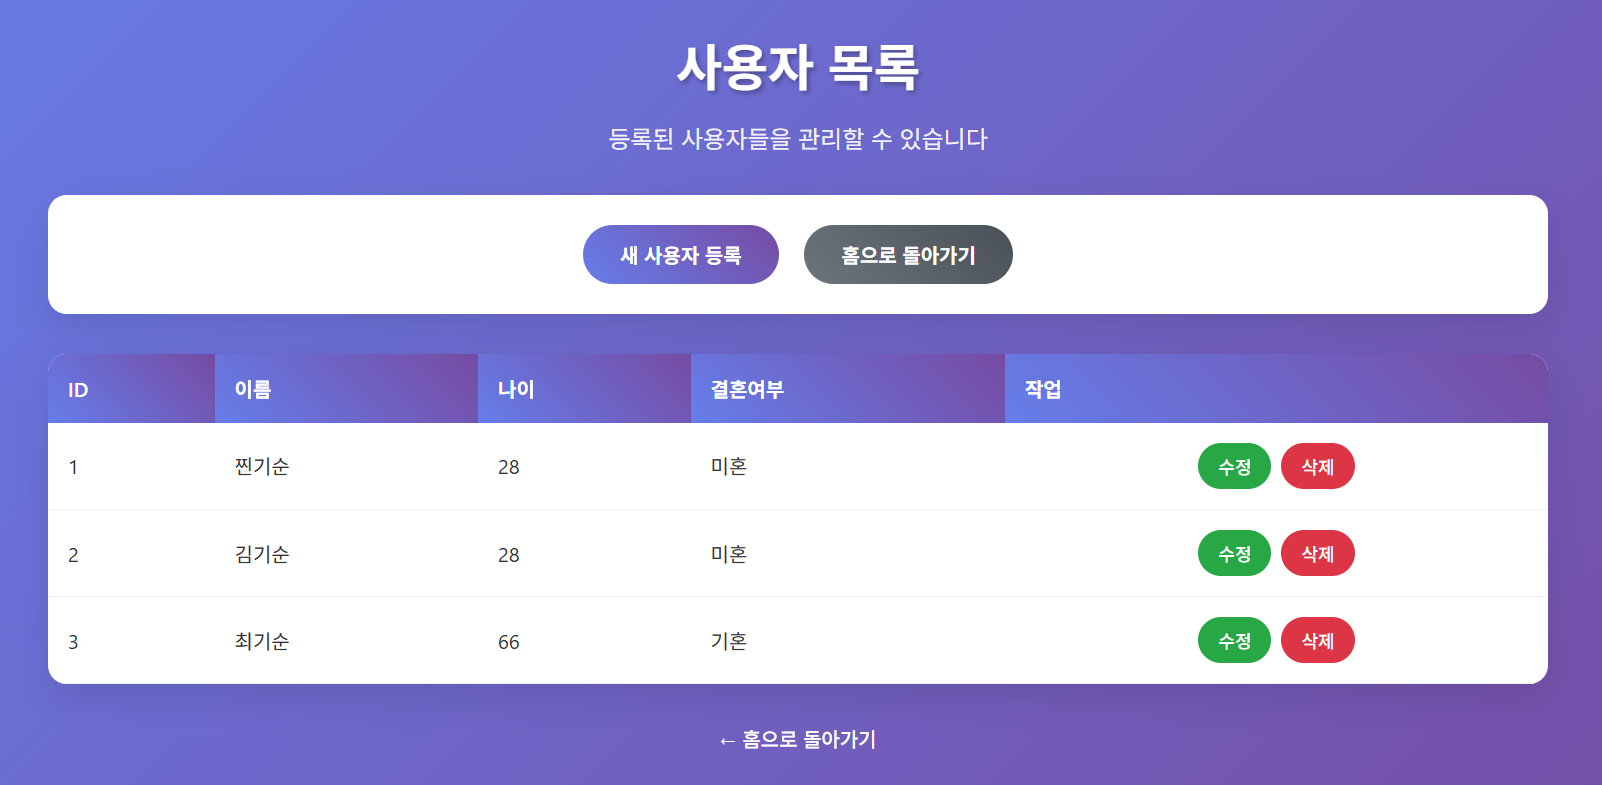 사용자 목록
등록된 사용자들을 관리할 수 있습니다
새 사용자 등록 홈으로 돌아가기
ID 이름 나이 결혼여부 작업
1 찐기순 28 미혼 수정 삭제
2 김기순 28 미혼 수정 삭제
3 최기순 66 기혼 수정 삭제
← 홈으로 돌아가기